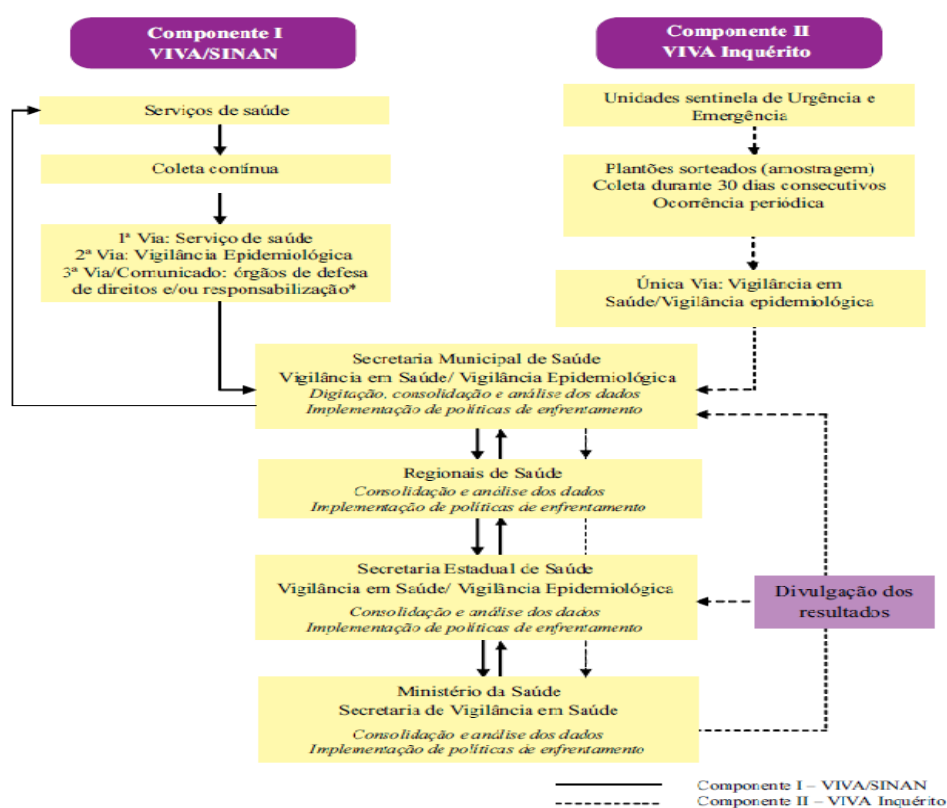 Componente I
VIVA/SINAN
Componente II
VIVA Inquérito
Serviços de saúde
Coleta contínua
1ª Via: Serviço de saúde
2ª Via: Vigilância Epidemiológica
3ª Via/Comunicado: órgãos de defesa
de direitos e/ou responsabilização*
Unidades sentinela de Urgência e
Emergência
Plantões sorteados (amostragem)
Coleta durante 30 dias consecutivos
Ocorrência periódica
Única Via: Vigilância em
Saúde/Vigilância epidemiológica
Secretaria Municipal de Saúde
Vigilância em Saúde/ Vigilância Epidemiológica
Digitação, consolidação e análise dos dados
Implementação de políticas de enfrentamento
Regionais de Saúde
Consolidação e análise dos dados
Implementação de políticas de enfrentamento
Secretaria Estadual de Saúde
Vigilância em Saúde/ Vigilância Epidemiológica
Consolidação e análise dos dados
Implementação de políticas de enfrentamento
Divulgação dos
resultados
Ministério da Saúde
Secretaria de Vigilância em Saúde
Consolidação e análise dos dados
Implementação de políticas de enfrentamento
Componente I – VIVA/SINAN
Componente II – VIVA Inquérito